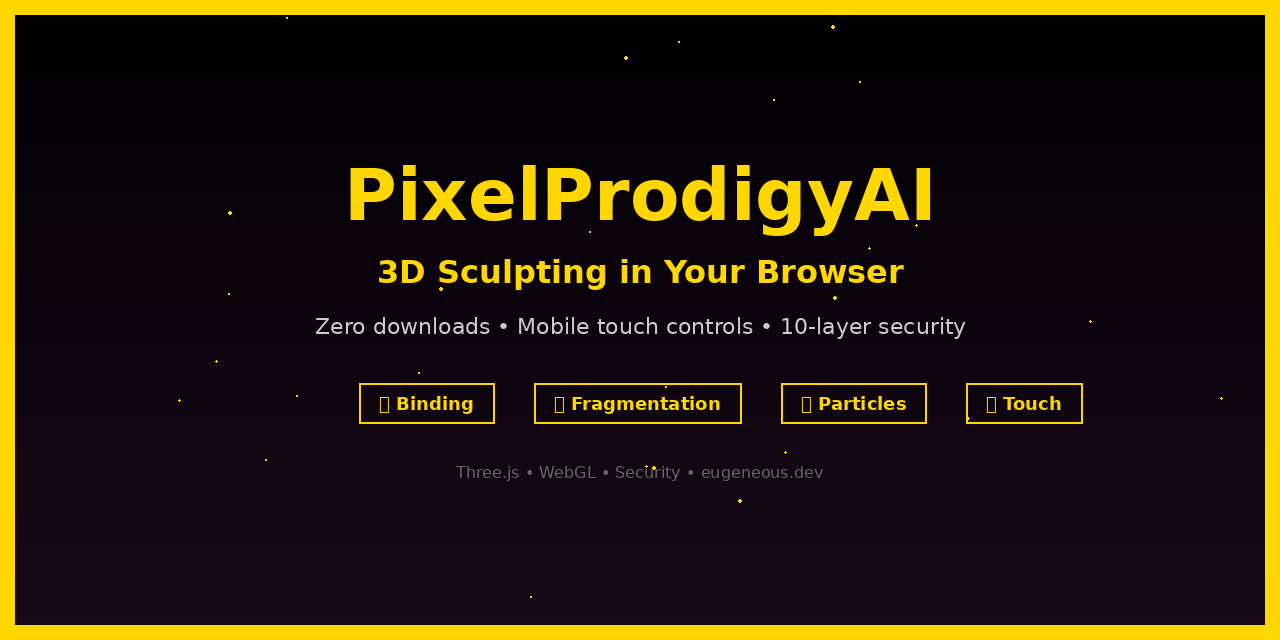 PixelProdigyAI
3D Sculpting in Your Browser
Zero downloads • Mobile touch controls • 10-layer security
Binding
Fragmentation
Particles
Touch
Three.js • WebGL • Security • eugeneous.dev